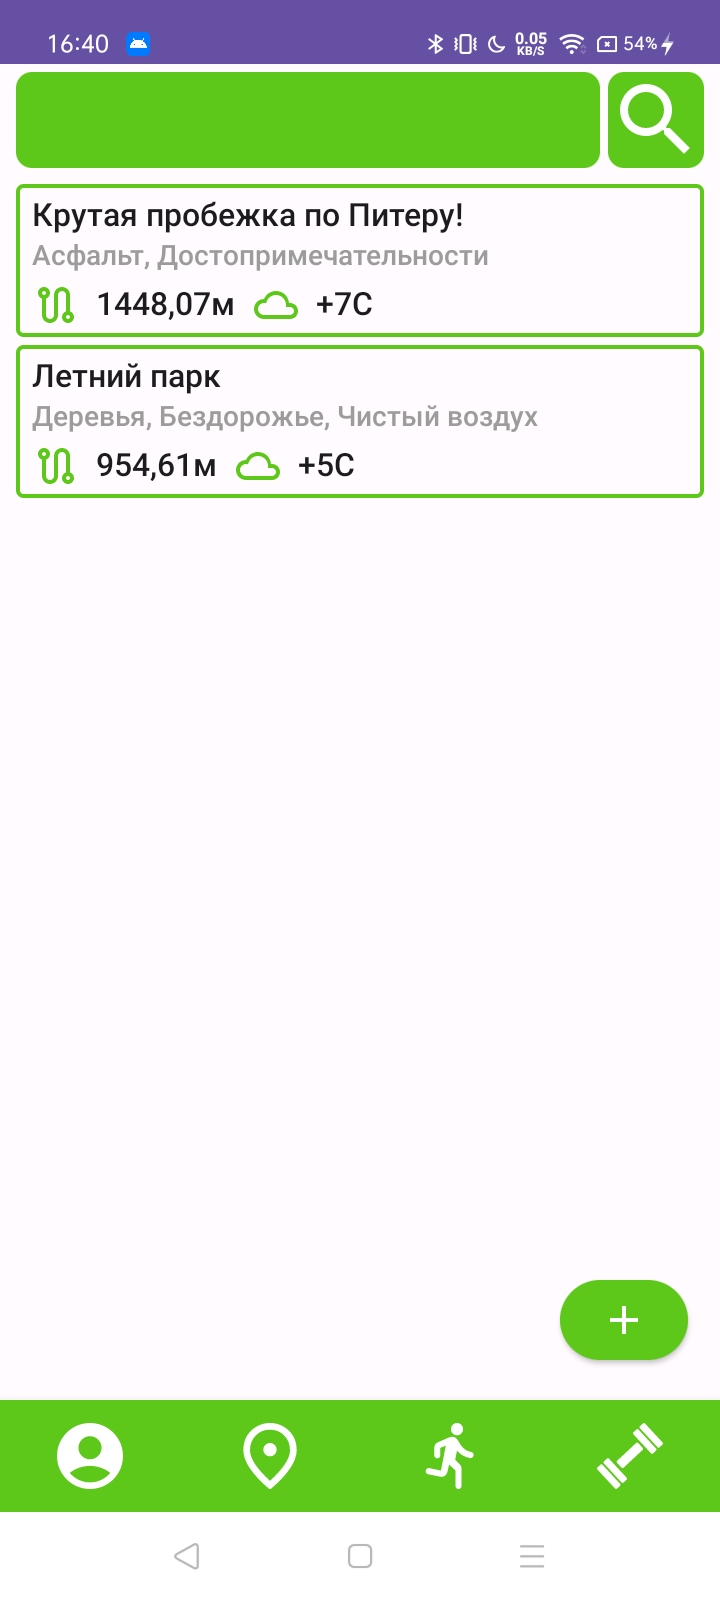 16:40 0.05 KB/S 54%
Крутая пробежка по Питеру!
Асфальт, Достопримечательности
1448,07м +7C
Летний парк
Деревья, Бездорожье, Чистый воздух
954,61м +5C